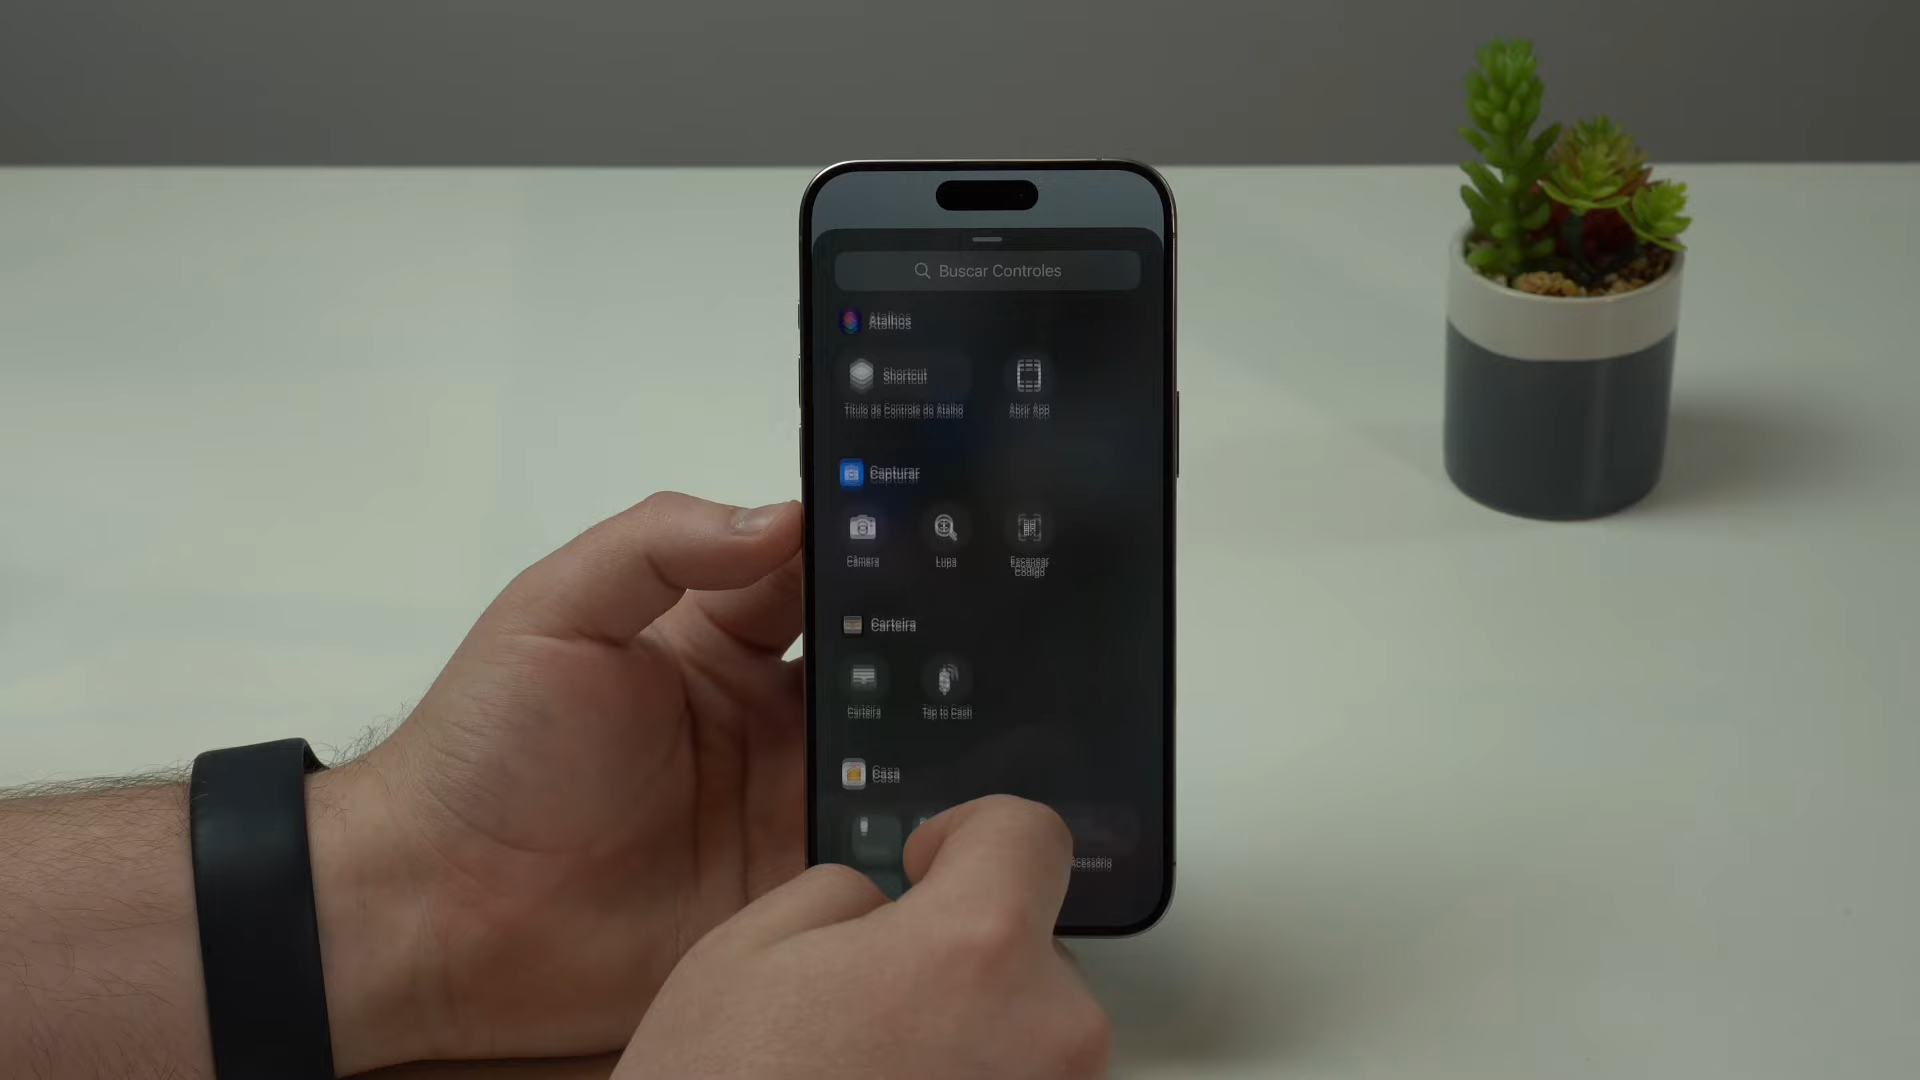 Buscar Controles
Atalhos
Shortcut
Título de Controle do Atalho
Abrir App
Capturar
Câmera
Lupa
Escanear
Código
Carteira
Carteira
Tap to Cash
Casa
Acessório